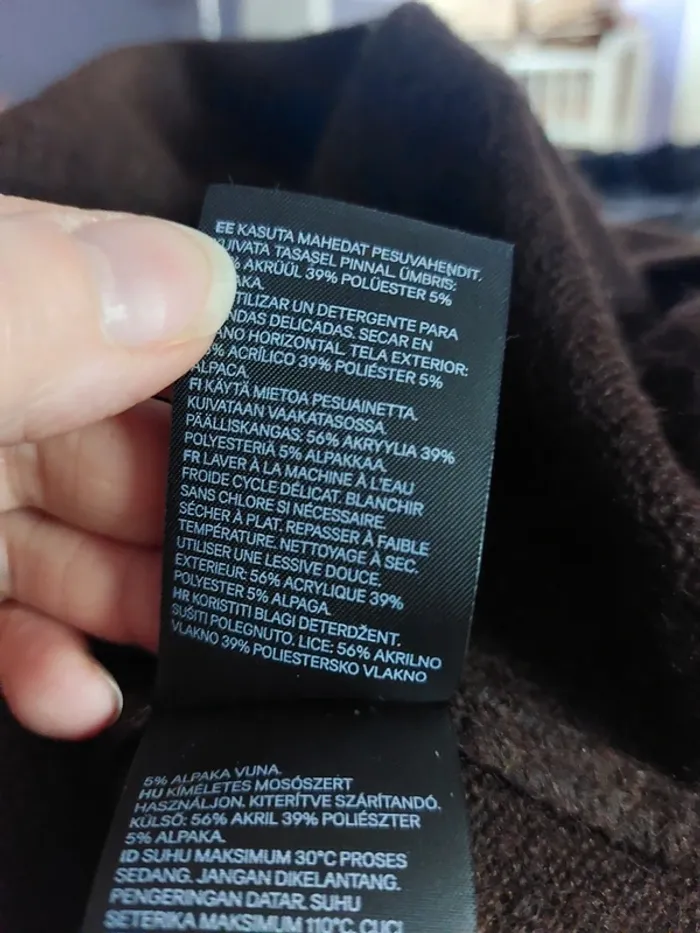 EE KASUTA MAHEDAT PESUVAHENDIT.
KUIVATA TASASEL PINNAL. ÜMBRIS:
% AKRÜÜL 39% POLÜESTER 5%
AKA.
TILIZAR UN DETERGENTE PARA
NDAS DELICADAS. SECAR EN
ANO HORIZONTAL. TELA EXTERIOR:
% ACRÍLICO 39% POLIÉSTER 5%
ALPACA.
FI KÄYTÄ MIETOA PESUAINETTA.
KUIVATAAN VAAKATASOSSA.
PÄÄLLISKANGAS: 56% AKRYYLIA 39%
POLYESTERIÄ 5% ALPAKKAA.
FR LAVER À LA MACHINE À L'EAU
FROIDE CYCLE DÉLICAT. BLANCHIR
SANS CHLORE SI NÉCESSAIRE.
SÉCHER À PLAT. REPASSER À FAIBLE
TEMPÉRATURE. NETTOYAGE À SEC.
UTILISER UNE LESSIVE DOUCE.
EXTERIEUR: 56% ACRYLIQUE 39%
POLYESTER 5% ALPAGA.
HR KORISTITI BLAGI DETERDŽENT.
SUŠITI POLEGNUTO. LICE: 56% AKRILNO
VLAKNO 39% POLIESTERSKO VLAKNO
5% ALPAKA VUNA.
HU KÍMÉLETES MOSÓSZERT
HASZNÁLJON. KITERÍTVE SZÁRÍTANDÓ.
KÜLSŐ: 56% AKRIL 39% POLIÉSZTER
5% ALPAKA.
ID SUHU MAKSIMUM 30°C PROSES
SEDANG. JANGAN DIKELANTANG.
PENGERINGAN DATAR. SUHU
SETERIKA MAKSIMUM 110°C. CUCI